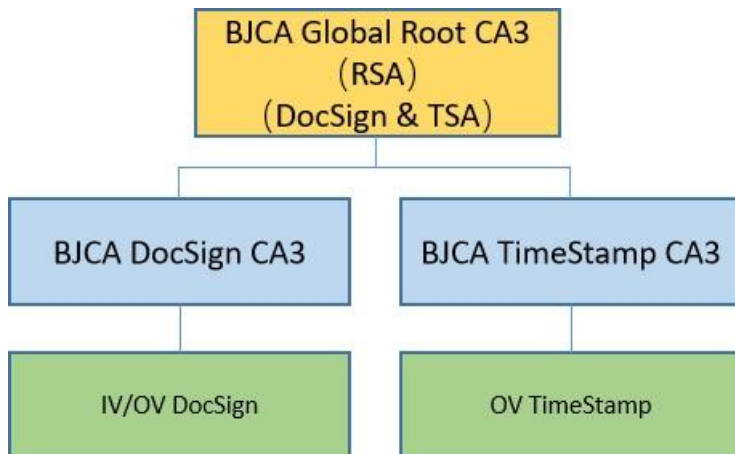 BJCA Global Root CA3
(RSA)
(DocSign & TSA)
BJCA DocSign CA3
BJCA TimeStamp CA3
IV/OV DocSign
OV TimeStamp